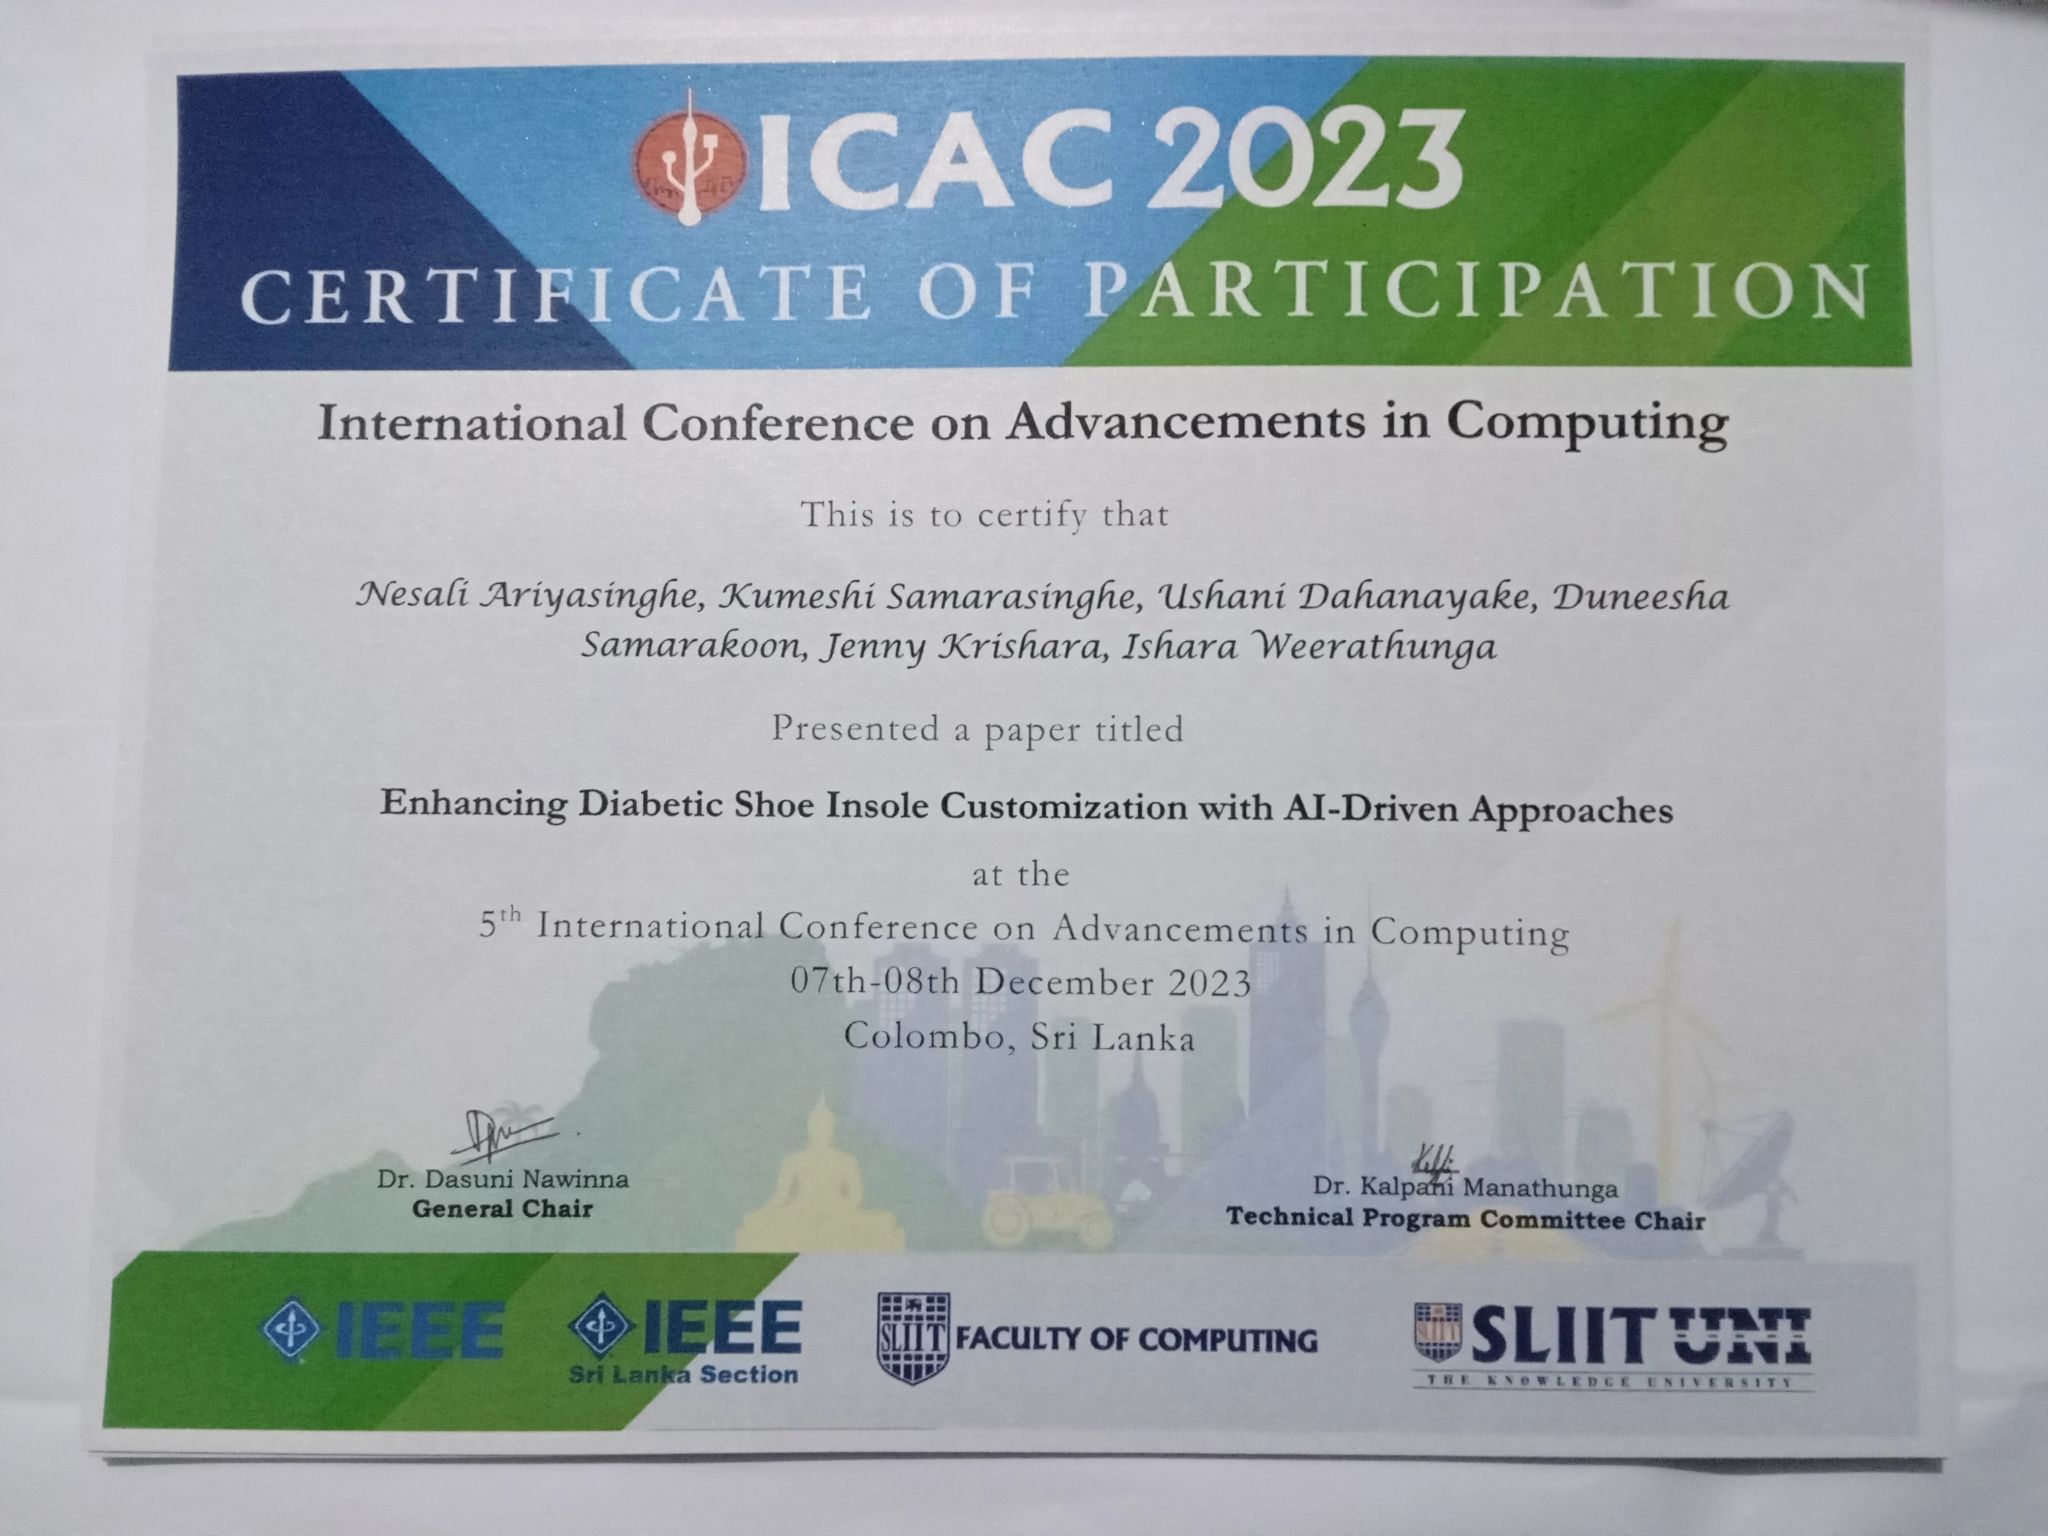 ICAC 2023
CERTIFICATE OF PARTICIPATION
International Conference on Advancements in Computing
This is to certify that
Nesali Ariyasinghe, Kumeshi Samarasinghe, Ushani Dahanayake, Duneesha
Samarakoon, Jenny Krishara, Ishara Weerathunga
Presented a paper titled
Enhancing Diabetic Shoe Insole Customization with AI-Driven Approaches
at the
5th International Conference on Advancements in Computing
07th-08th December 2023
Colombo, Sri Lanka
Dr. Dasuni Nawinna
General Chair
Dr. Kalpani Manathunga
Technical Program Committee Chair
IEEE
IEEE
Sri Lanka Section
SLIIT FACULTY OF COMPUTING
SLIIT SLIIT UNI
THE KNOWLEDGE UNIVERSITY